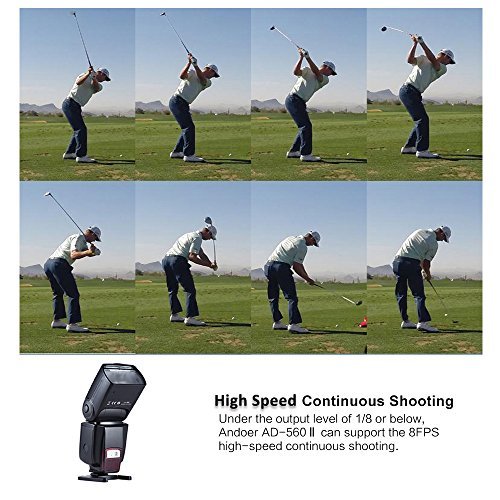 High Speed Continuous Shooting
Under the output level of 1/8 or below,
Andoer AD-560Ⅱ can support the 8FPS
high-speed continuous shooting.